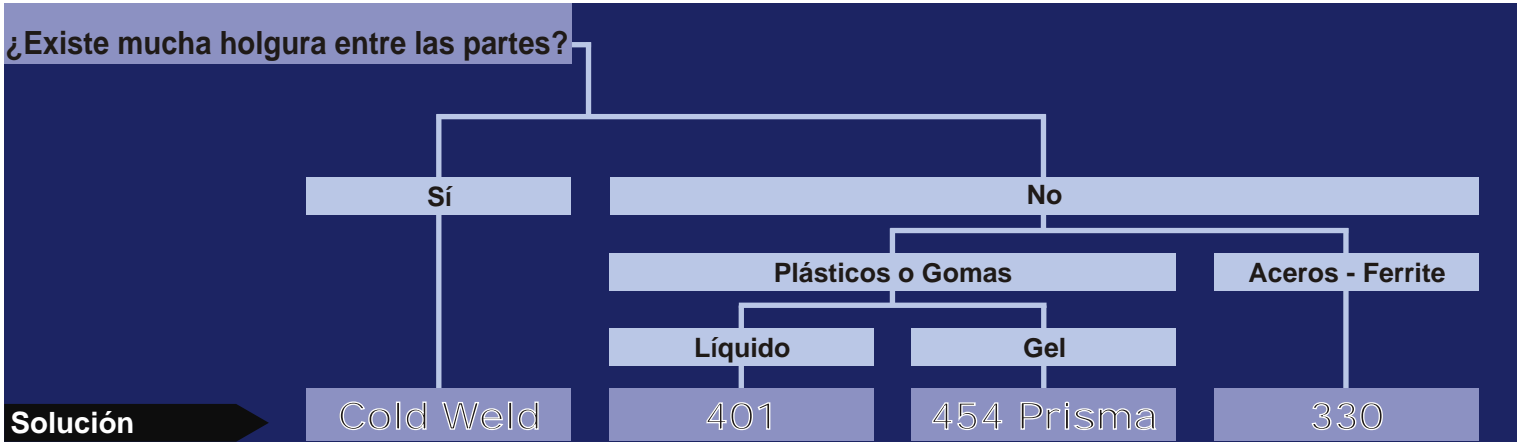 ¿Existe mucha holgura entre las partes?
Sí
No
Plásticos o Gomas
Aceros - Ferrite
Líquido
Gel
Solución
Cold Weld
401
454 Prisma
330